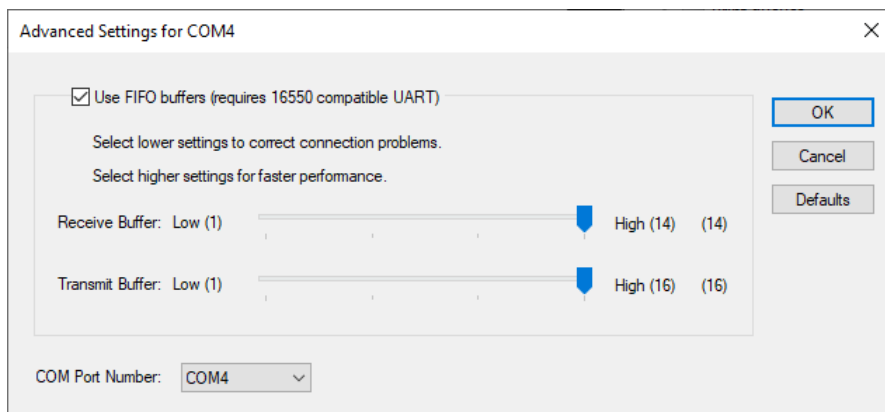 Advanced Settings for COM4
Use FIFO buffers (requires 16550 compatible UART)
OK
Select lower settings to correct connection problems.
Cancel
Select higher settings for faster performance.
Defaults
Receive Buffer: Low (1) High (14) (14)
Transmit Buffer: Low (1) High (16) (16)
COM Port Number: COM4